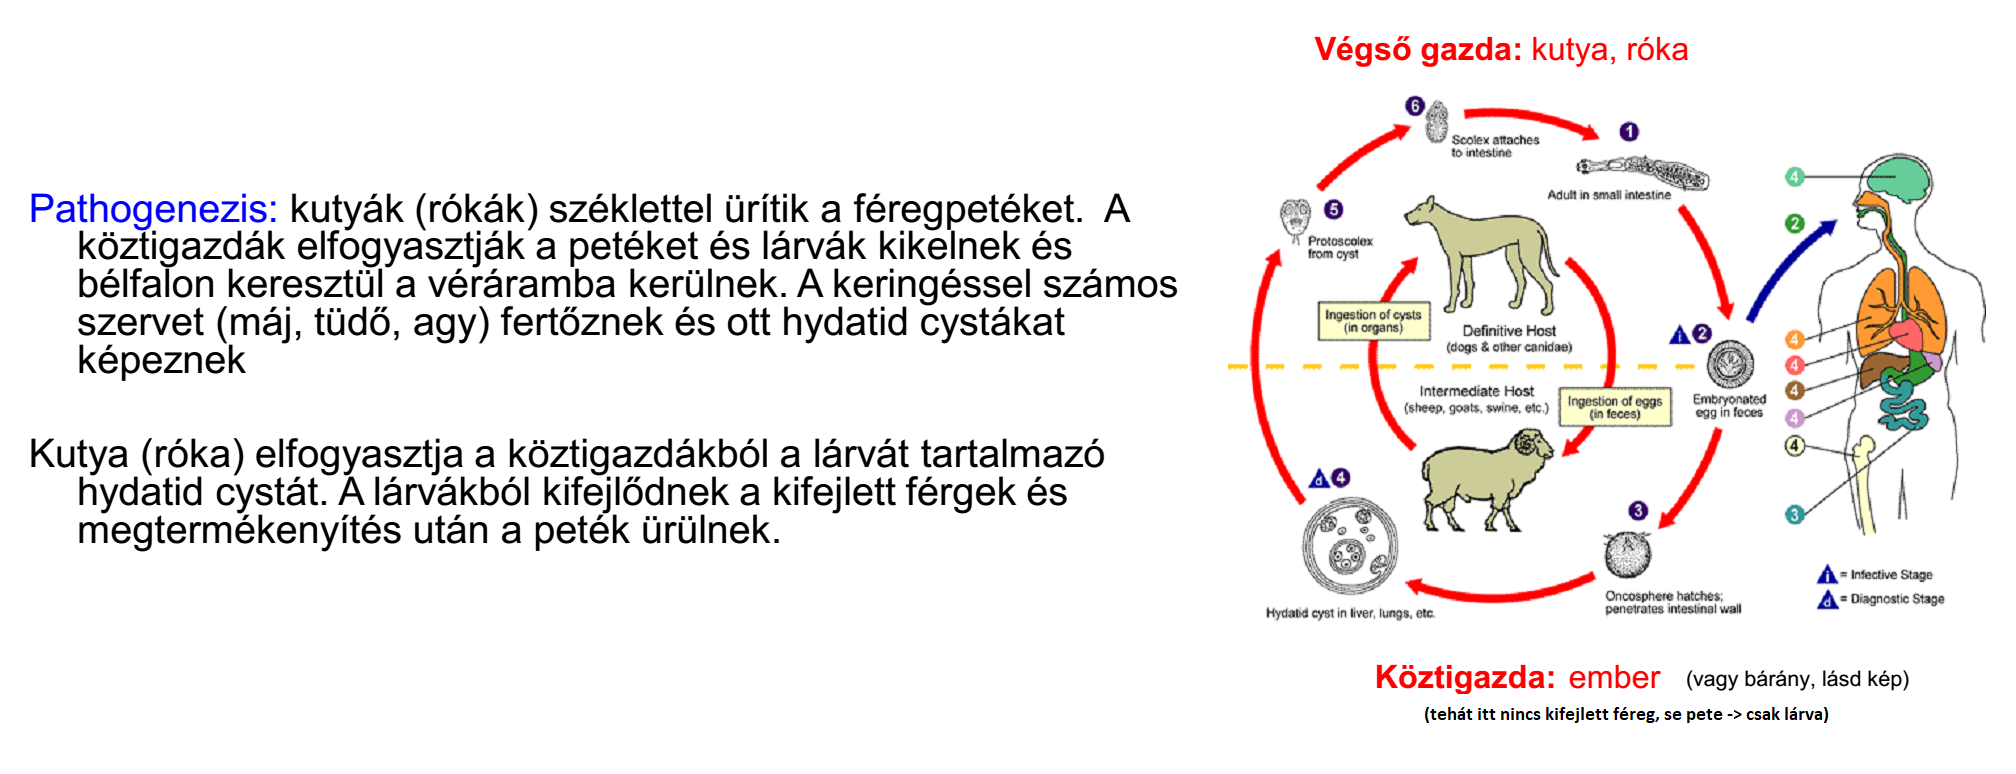 Végső gazda: kutya, róka
Pathogenezis: kutyák (rókák) széklettel ürítik a féregpetéket.  A
köztigazdák elfogyasztják a petéket és lárvák kikelnek és
bélfalon keresztül a véráramba kerülnek. A keringéssel számos
szervet (máj, tüdő, agy) fertőznek és ott hydatid cystákat
képeznek
Kutya (róka) elfogyasztja a köztigazdákból a lárvát tartalmazó
hydatid cystát. A lárvákból kifejlődnek a kifejlett férgek és
megtermékenyítés után a peték ürülnek.
6
Scolex attaches
to intestine
1
Adult in small intestine
5
Protoscolex
from cyst
Ingestion of cysts
(in organs)
Definitive Host
(dogs & other canidae)
i 2
Embryonated
egg in feces
Intermediate Host
(sheep, goats, swine, etc.)
Ingestion of eggs
(in feces)
d 4
Hydatid cyst in liver, lungs, etc.
3
Oncosphere hatches;
penetrates intestinal wall
4
2
4
4
4
4
4
3
i = Infective Stage
d = Diagnostic Stage
Köztigazda: ember (vagy bárány, lásd kép)
(tehát itt nincs kifejlett féreg, se pete -> csak lárva)